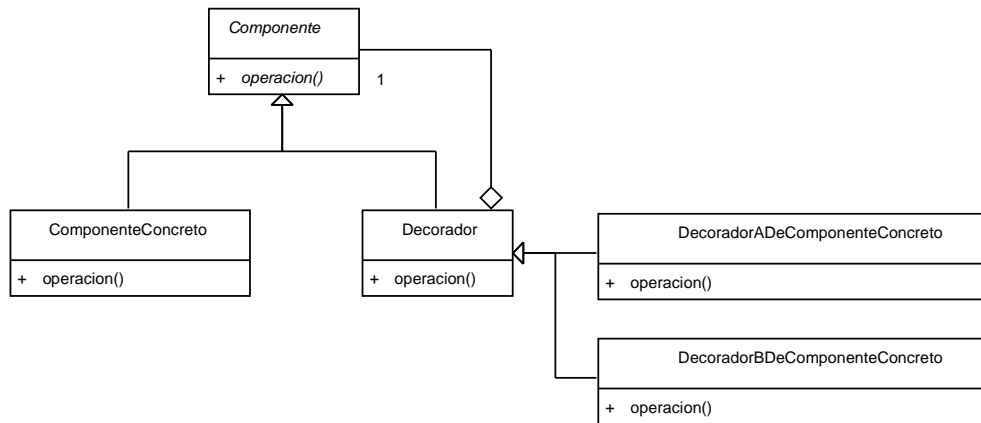 Componente
+ operacion()
1
ComponenteConcreto
+ operacion()
Decorador
+ operacion()
DecoradorADeComponenteConcreto
+ operacion()
DecoradorBDeComponenteConcreto
+ operacion()